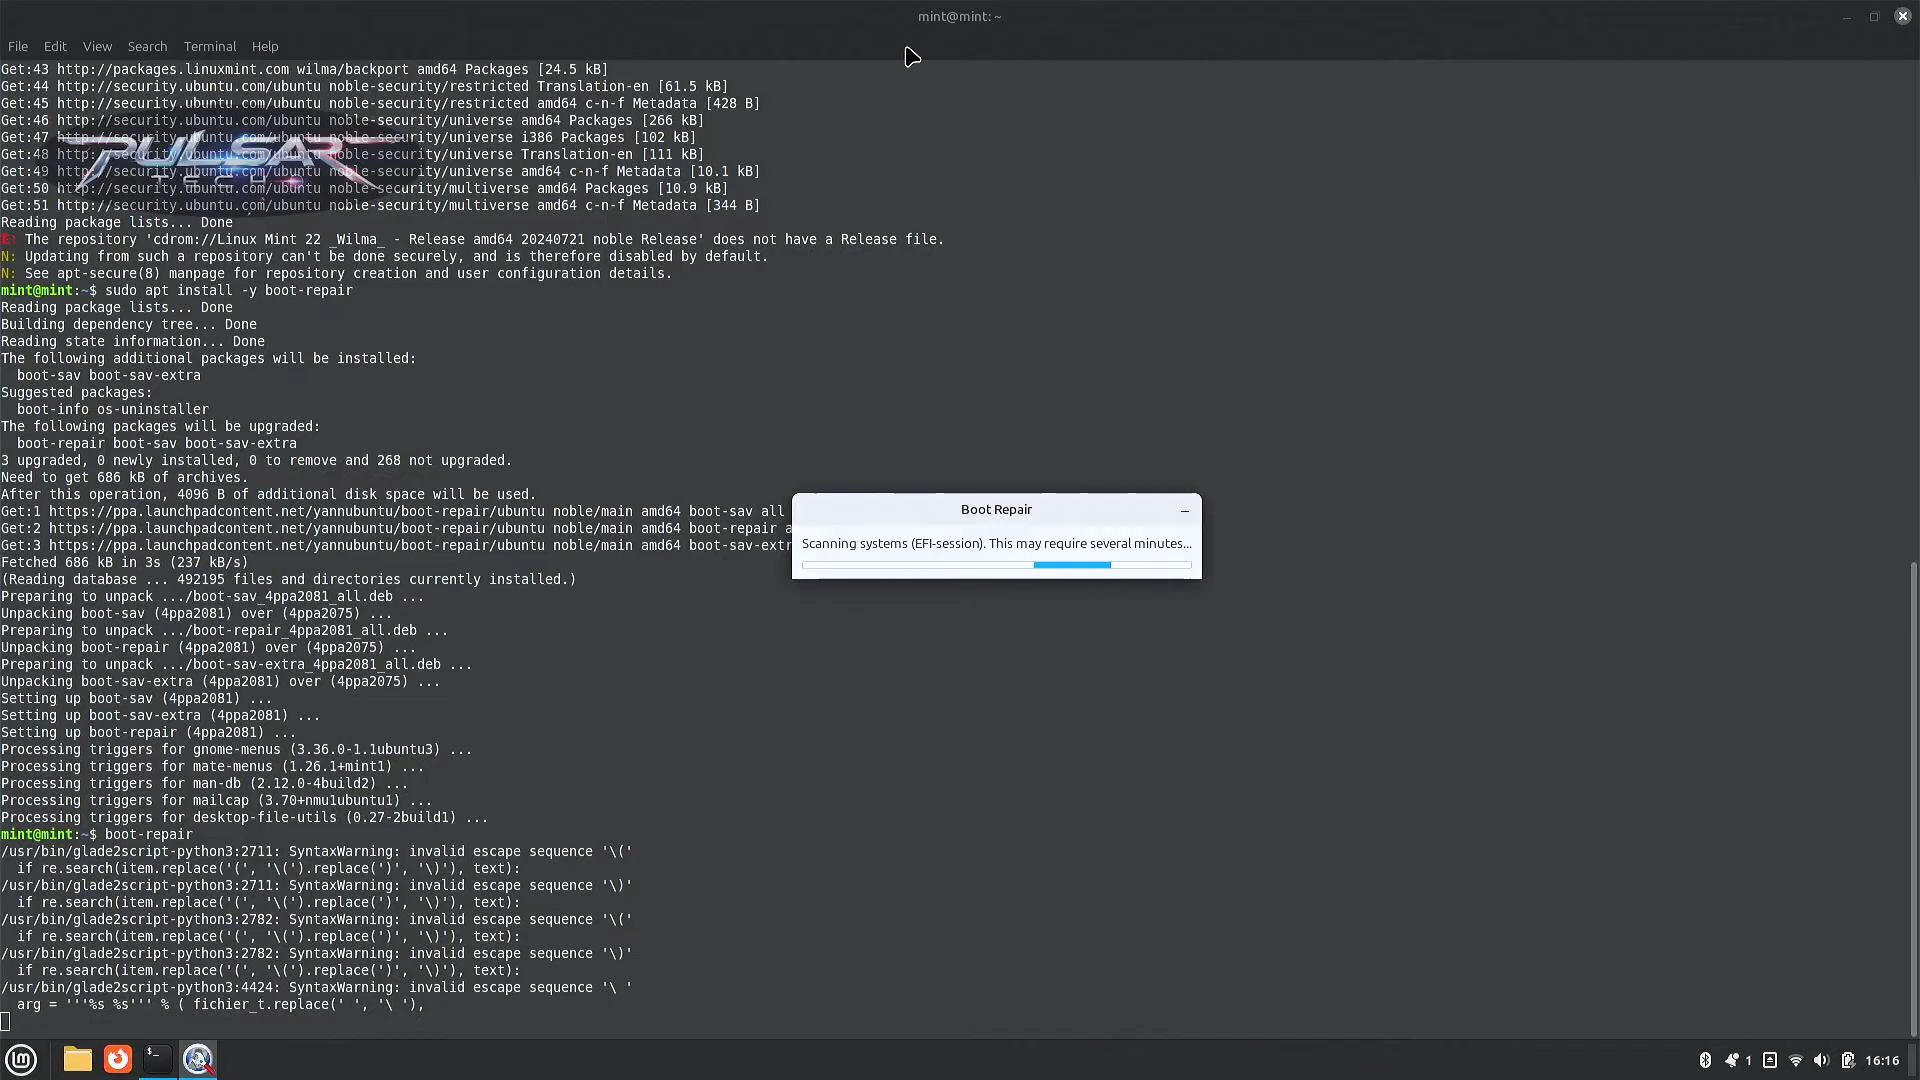 mint@mint: ~
File Edit View Search Terminal Help
Get:43 http://packages.linuxmint.com wilma/backport amd64 Packages [24.5 kB]
Get:44 http://security.ubuntu.com/ubuntu noble-security/restricted Translation-en [61.5 kB]
Get:45 http://security.ubuntu.com/ubuntu noble-security/restricted amd64 c-n-f Metadata [428 B]
Get:46 http://security.ubuntu.com/ubuntu noble-security/universe amd64 Packages [266 kB]
Get:47 http://security.ubuntu.com/ubuntu noble-security/universe i386 Packages [102 kB]
Get:48 http://security.ubuntu.com/ubuntu noble-security/universe Translation-en [111 kB]
Get:49 http://security.ubuntu.com/ubuntu noble-security/universe amd64 c-n-f Metadata [10.1 kB]
Get:50 http://security.ubuntu.com/ubuntu noble-security/multiverse amd64 Packages [10.9 kB]
Get:51 http://security.ubuntu.com/ubuntu noble-security/multiverse amd64 c-n-f Metadata [344 B]
PULSAR
TECH
Reading package lists... Done
E: The repository 'cdrom://Linux Mint 22 _Wilma_ - Release amd64 20240721 noble Release' does not have a Release file.
N: Updating from such a repository can't be done securely, and is therefore disabled by default.
N: See apt-secure(8) manpage for repository creation and user configuration details.
mint@mint:~$ sudo apt install -y boot-repair
Reading package lists... Done
Building dependency tree... Done
Reading state information... Done
The following additional packages will be installed:
boot-sav boot-sav-extra
Suggested packages:
boot-info os-uninstaller
The following packages will be upgraded:
boot-repair boot-sav boot-sav-extra
3 upgraded, 0 newly installed, 0 to remove and 268 not upgraded.
Need to get 686 kB of archives.
After this operation, 4096 B of additional disk space will be used.
Get:1 https://ppa.launchpadcontent.net/yannubuntu/boot-repair/ubuntu noble/main amd64 boot-sav all
Get:2 https://ppa.launchpadcontent.net/yannubuntu/boot-repair/ubuntu noble/main amd64 boot-repair a
Get:3 https://ppa.launchpadcontent.net/yannubuntu/boot-repair/ubuntu noble/main amd64 boot-sav-extr
Fetched 686 kB in 3s (237 kB/s)
(Reading database ... 492195 files and directories currently installed.)
Preparing to unpack .../boot-sav_4ppa2081_all.deb ...
Unpacking boot-sav (4ppa2081) over (4ppa2075) ...
Preparing to unpack .../boot-repair_4ppa2081_all.deb ...
Unpacking boot-repair (4ppa2081) over (4ppa2075) ...
Preparing to unpack .../boot-sav-extra_4ppa2081_all.deb ...
Unpacking boot-sav-extra (4ppa2081) over (4ppa2075) ...
Setting up boot-sav (4ppa2081) ...
Setting up boot-sav-extra (4ppa2081) ...
Setting up boot-repair (4ppa2081) ...
Processing triggers for gnome-menus (3.36.0-1.1ubuntu3) ...
Processing triggers for mate-menus (1.26.1+mint1) ...
Processing triggers for man-db (2.12.0-4build2) ...
Processing triggers for mailcap (3.70+nmu1ubuntu1) ...
Processing triggers for desktop-file-utils (0.27-2build1) ...
mint@mint:~$ boot-repair
/usr/bin/glade2script-python3:2711: SyntaxWarning: invalid escape sequence '\('
if re.search(item.replace('(', '\(').replace(')', '\)'), text):
/usr/bin/glade2script-python3:2711: SyntaxWarning: invalid escape sequence '\)'
if re.search(item.replace('(', '\(').replace(')', '\)'), text):
/usr/bin/glade2script-python3:2782: SyntaxWarning: invalid escape sequence '\('
if re.search(item.replace('(', '\(').replace(')', '\)'), text):
/usr/bin/glade2script-python3:2782: SyntaxWarning: invalid escape sequence '\)'
if re.search(item.replace('(', '\(').replace(')', '\)'), text):
/usr/bin/glade2script-python3:4424: SyntaxWarning: invalid escape sequence '\ '
arg = '''%s %s''' % ( fichier_t.replace(' ', '\ '),
Boot Repair
Scanning systems (EFI-session). This may require several minutes...
1 16:16